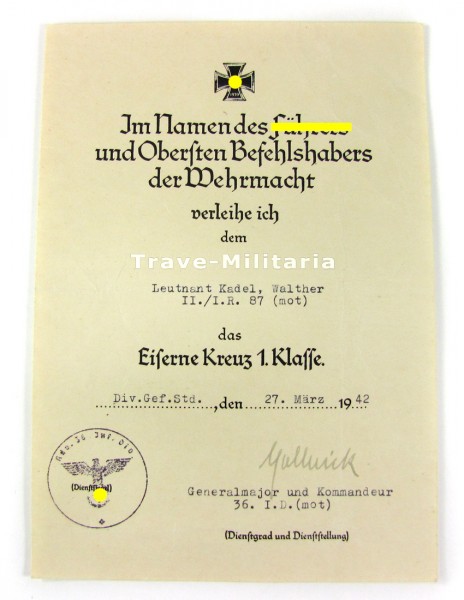 Im Namen des Führers
und Obersten Befehlshabers
der Wehrmacht
verleihe ich
dem
Trave-Militaria
Leutnant Kadel, Walther
II./I.R. 87 (mot)
das
Eiserne Kreuz 1. Klasse.
Div.Gef.Std. ,den 27. März 1942
(Dienstsiegel)
Generalmajor und Kommandeur
36. I.D.(mot)
(Dienstgrad und Dienststellung)